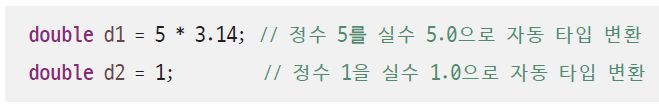 double d1 = 5 * 3.14; // 정수 5를 실수 5.0으로 자동 타입 변환
double d2 = 1;        // 정수 1을 실수 1.0으로 자동 타입 변환